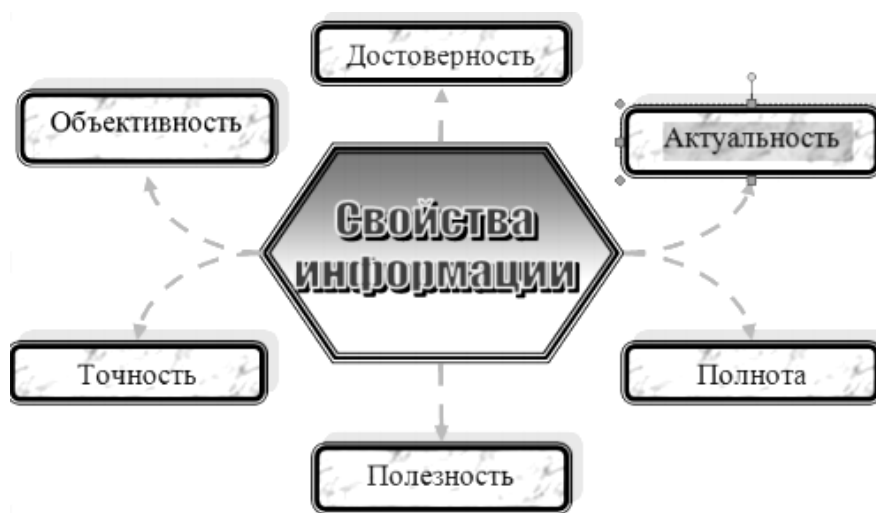 Достоверность
Объективность
Актуальность
Свойства
информации
Точность
Полнота
Полезность